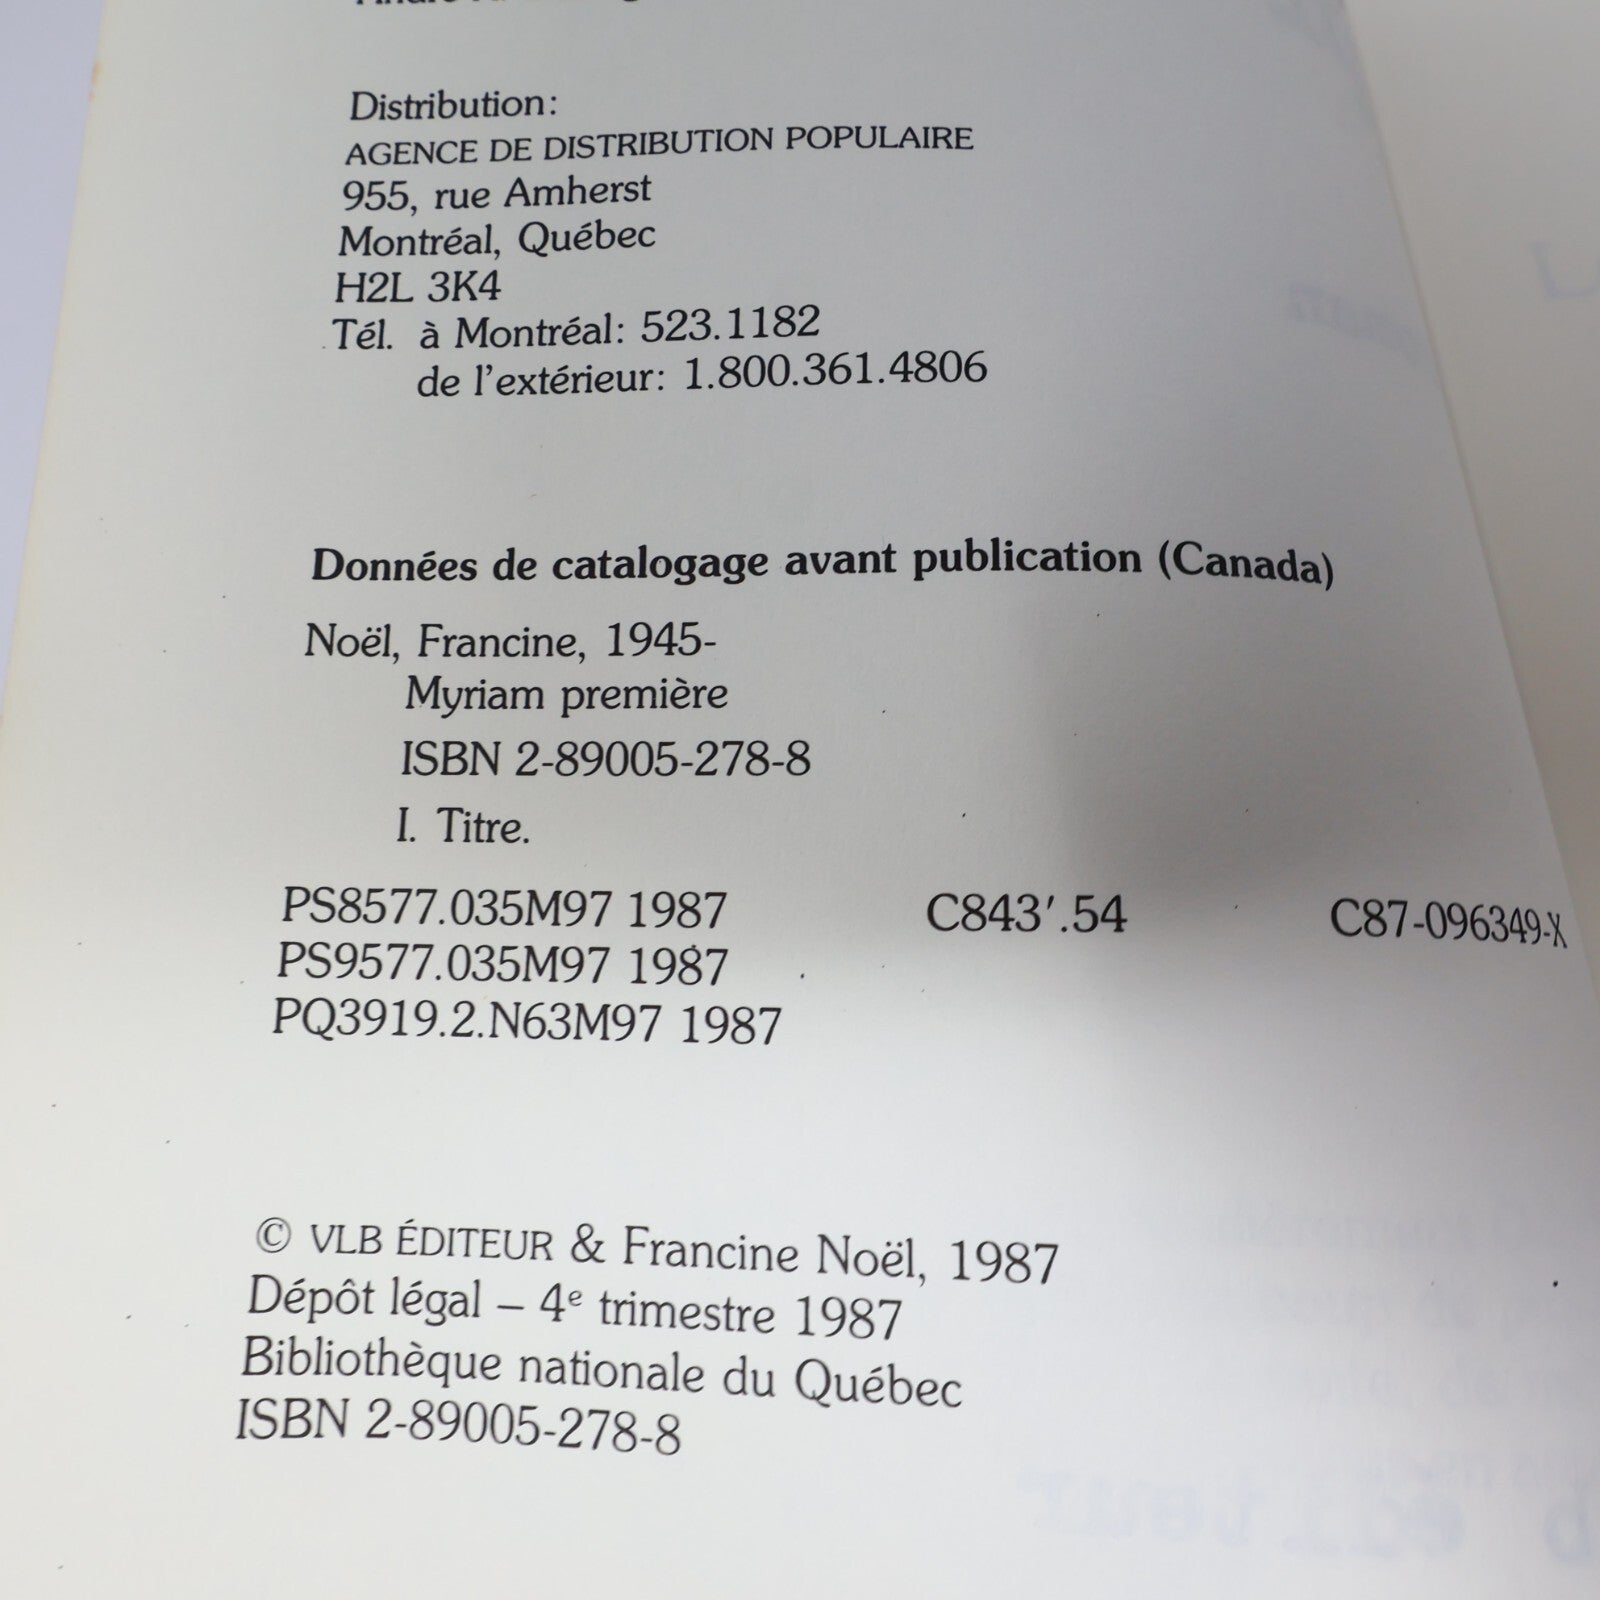 Distribution:
AGENCE DE DISTRIBUTION POPULAIRE
955, rue Amherst
Montréal, Québec
H2L 3K4
Tél. à Montréal: 523.1182
de l'extérieur: 1.800.361.4806
Données de catalogage avant publication (Canada)
Noël, Francine, 1945-
Myriam première
ISBN 2-89005-278-8
I. Titre.
PS8577.035M97 1987 C843'.54 C87-096349-X
PS9577.035M97 1987
PQ3919.2.N63M97 1987
© VLB ÉDITEUR & Francine Noël, 1987
Dépôt légal – 4e trimestre 1987
Bibliothèque nationale du Québec
ISBN 2-89005-278-8